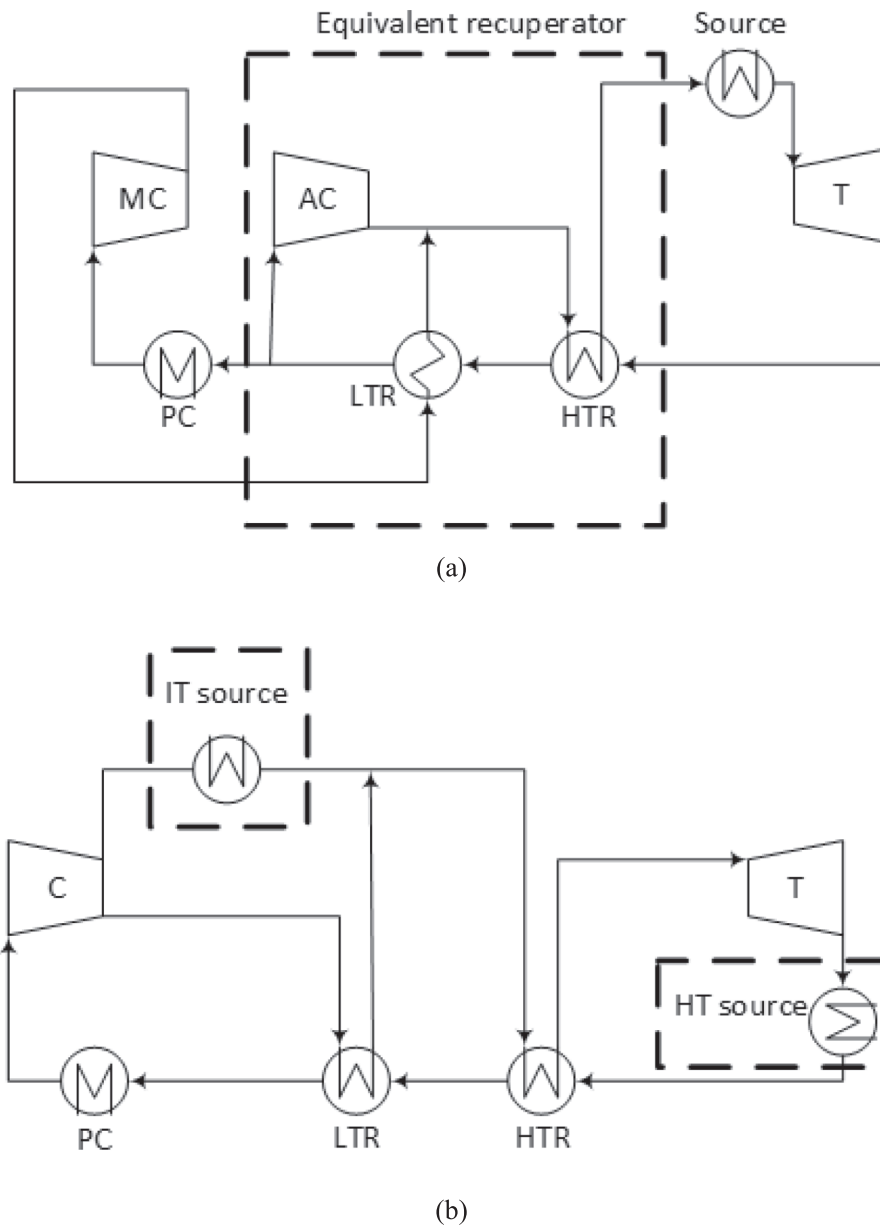 Equivalent recuperator
Source
MC
AC
T
PC
LTR
HTR
(a)
IT source
C
T
HT source
PC
LTR
HTR
(b)